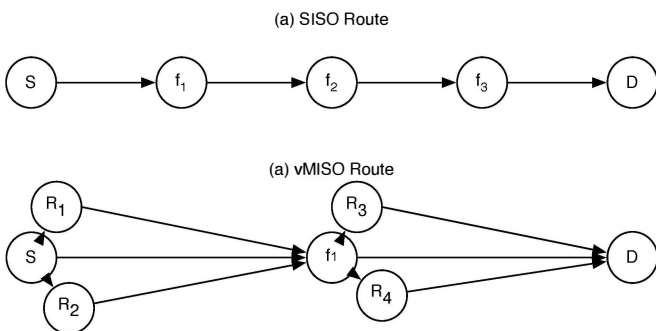 (a) SISO Route
S f₁ f₂ f₃ D
(a) vMISO Route
R₁ R₃
S f₁ D
R₂ R₄